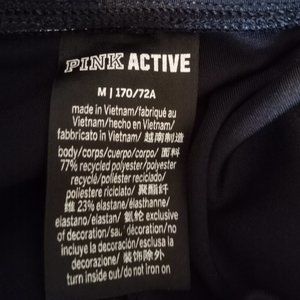 PINK ACTIVE
M | 170/72A
made in Vietnam/fabriqué au
Vietnam/hecho en Vietnam/
fabbricato in Vietnam/ 越南制造
body/corps/cuerpo/corpo/ 面料
77% recycled polyester/polyester
recyclé/poliéster reciclado/
poliestere riciclato/ 聚酯纤
维 23% elastane/élasthanne/
elastano/elastan/ 氨纶 exclusive
of decoration/sauf décoration/no
incluye la decoración/esclusa la
decorazione/ 装饰除外
turn inside out/do not iron on